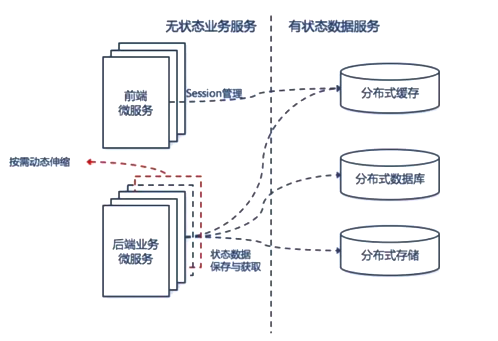 无状态业务服务
有状态数据服务
前端
微服务
Session管理
分布式缓存
按需动态伸缩
分布式数据库
后端业务
微服务
状态数据
保存与获取
分布式存储